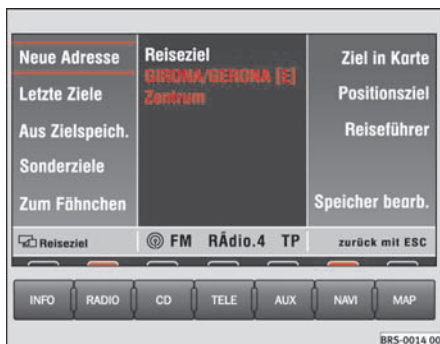 Neue Adresse
Letzte Ziele
Aus Zielspeich.
Sonderziele
Zum Fähnchen
Reiseziel
GIRONA/GERONA [E]
Zentrum
Ziel in Karte
Positionsziel
Reiseführer
Speicher bearb.
Reiseziel
FM RÁdio.4 TP
zurück mit ESC
INFO RADIO CD TELE AUX NAVI MAP
BRS-0014 00